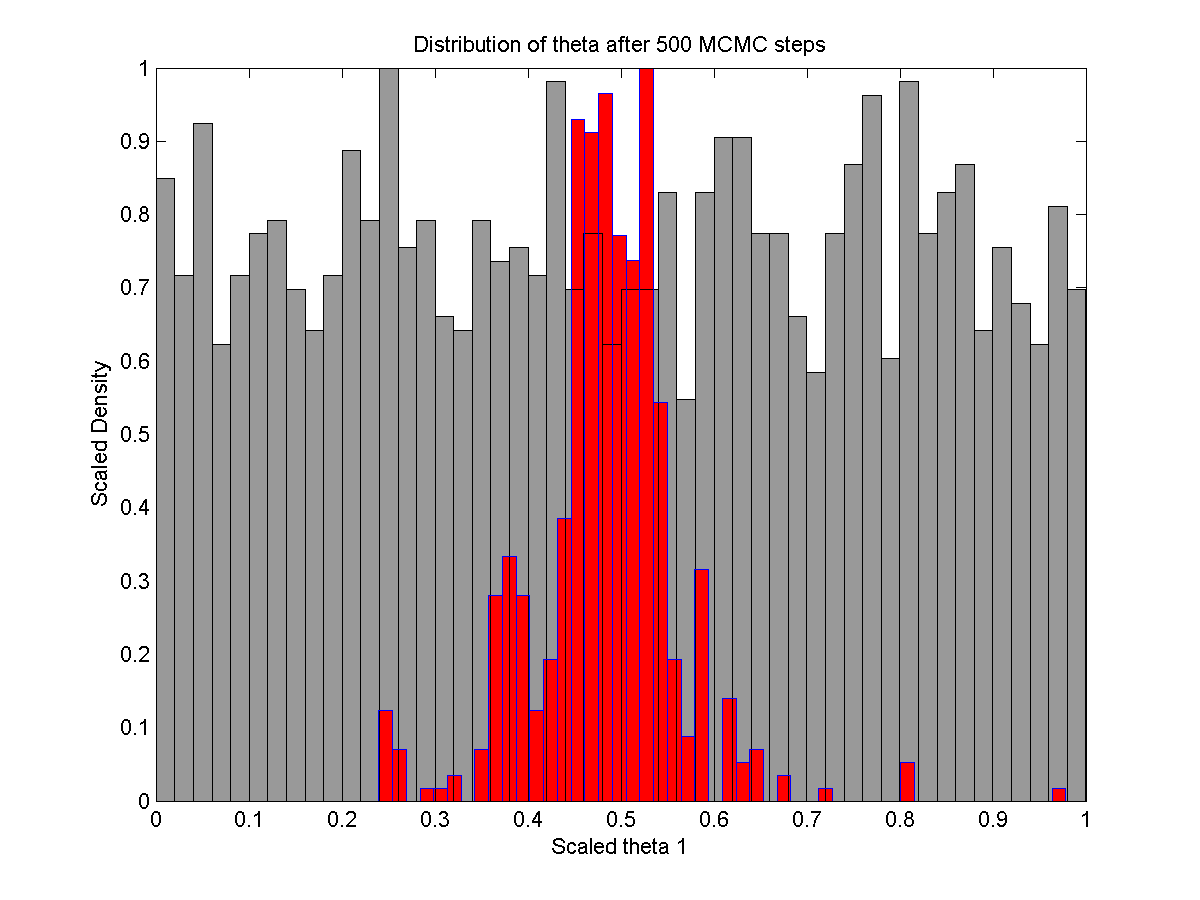 Distribution of theta after 500 MCMC steps
1
0.9
0.8
0.7
0.6
0.5
0.4
0.3
0.2
0.1
0
Scaled Density
0 0.1 0.2 0.3 0.4 0.5 0.6 0.7 0.8 0.9 1
Scaled theta 1